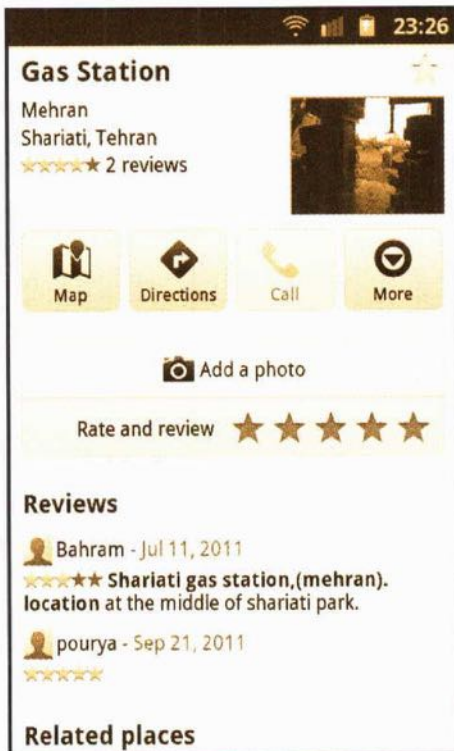 23:26
Gas Station
Mehran
Shariati, Tehran
2 reviews
Map
Directions
Call
More
Add a photo
Rate and review
Reviews
Bahram - Jul 11, 2011
Shariati gas station,(mehran).
location at the middle of shariati park.
pourya - Sep 21, 2011
Related places